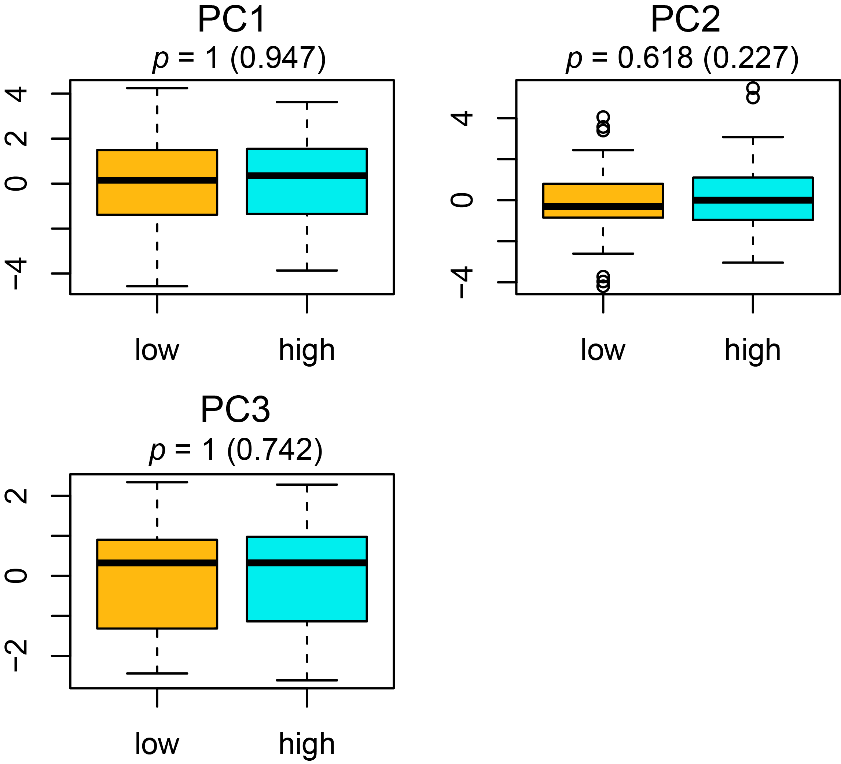 PC1
p = 1 (0.947)
4
2
0
−4
low high
PC2
p = 0.618 (0.227)
4
0
−4
low high
PC3
p = 1 (0.742)
2
0
−2
low high